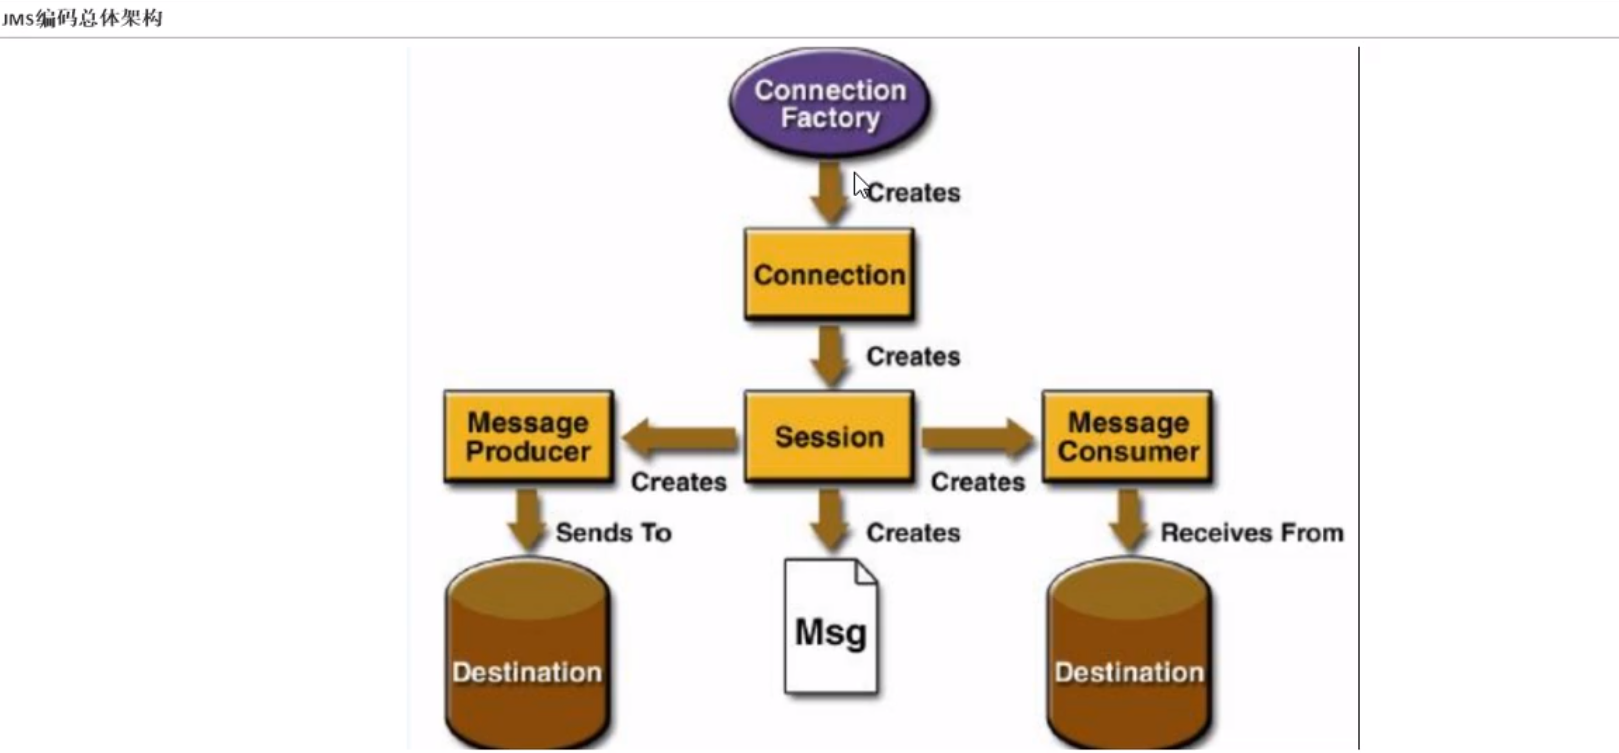 JMS编码总体架构
Connection
Factory
Creates
Connection
Creates
Message
Producer
Session
Message
Consumer
Creates
Creates
Sends To
Creates
Receives From
Msg
Destination
Destination